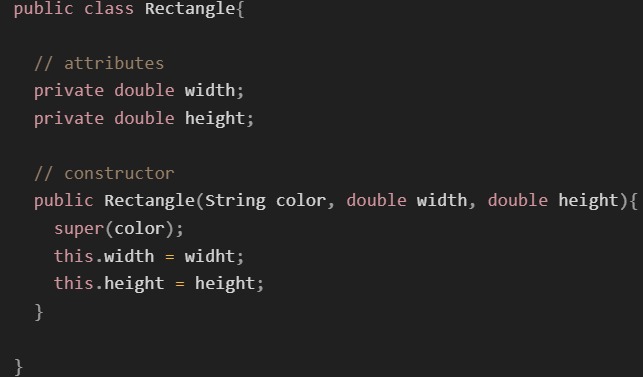 public class Rectangle{
// attributes
private double width;
private double height;
// constructor
public Rectangle(String color, double width, double height){
super(color);
this.width = widht;
this.height = height;
}
}